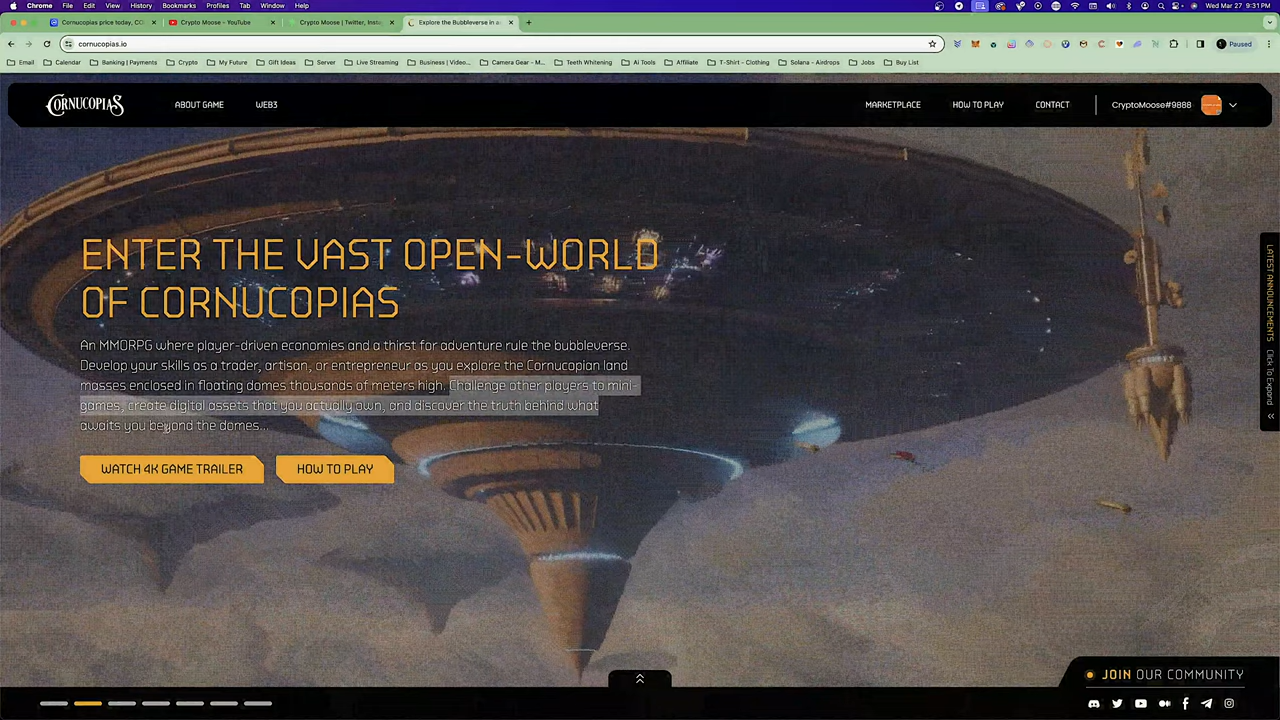 Chrome File Edit View History Bookmarks Profiles Tab Window Help Wed Mar 27 9:31 PM
Cornucopias price today, CO Crypto Moose - YouTube Crypto Moose | Twitter, Insta Explore the Bubbleverse in a
cornucopias.io Paused
Email Calendar Banking | Payments Crypto My Future Gift Ideas Server Live Streaming Business | Video... Camera Gear - M... Teeth Whitening Ai Tools Affiliate T-Shirt - Clothing Solana - Airdrops Jobs Buy List
CORNUCOPIAS ABOUT GAME WEB3 MARKETPLACE HOW TO PLAY CONTACT CryptoMoose#9888
ENTER THE VAST OPEN-WORLD
OF CORNUCOPIAS
An MMORPG where player-driven economies and a thirst for adventure rule the bubbleverse.
Develop your skills as a trader, artisan, or entrepreneur as you explore the Cornucopian land
masses enclosed in floating domes thousands of meters high. Challenge other players to mini-
games, create digital assets that you actually own, and discover the truth behind what
awaits you beyond the domes...
WATCH 4K GAME TRAILER HOW TO PLAY
LATEST ANNOUNCEMENTS Click To Expand
JOIN OUR COMMUNITY